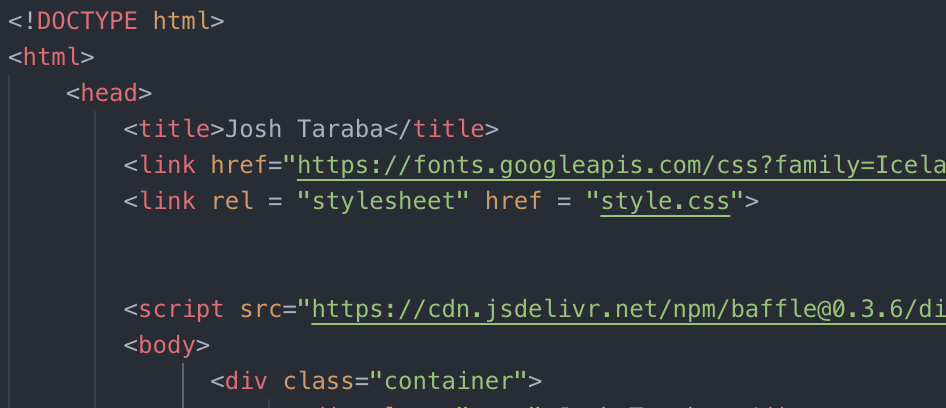 <!DOCTYPE html>
<html>
<head>
<title>Josh Taraba</title>
<link href="https://fonts.googleapis.com/css?family=Icela
<link rel = "stylesheet" href = "style.css">
<script src="https://cdn.jsdelivr.net/npm/baffle@0.3.6/di
<body>
<div class="container">